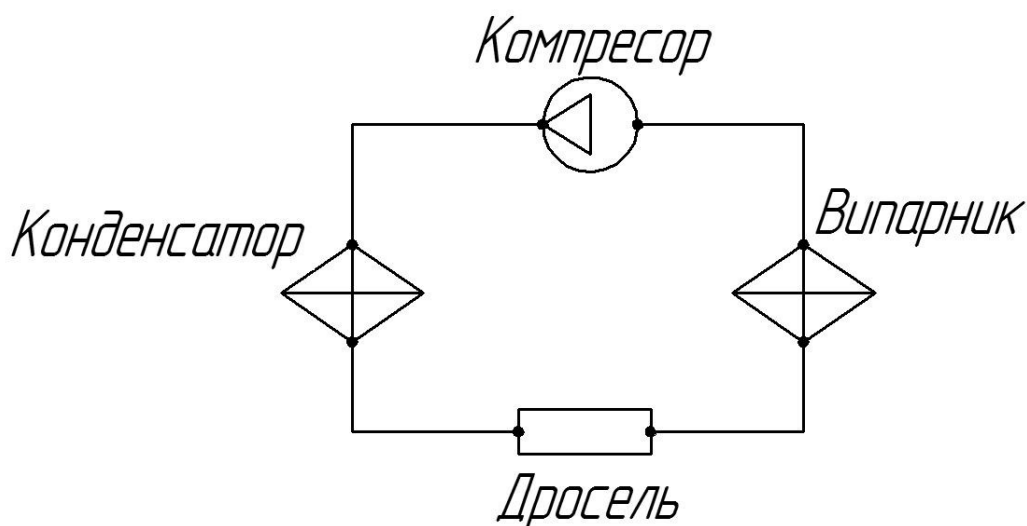 Компресор
Конденсатор
Випарник
Дросель